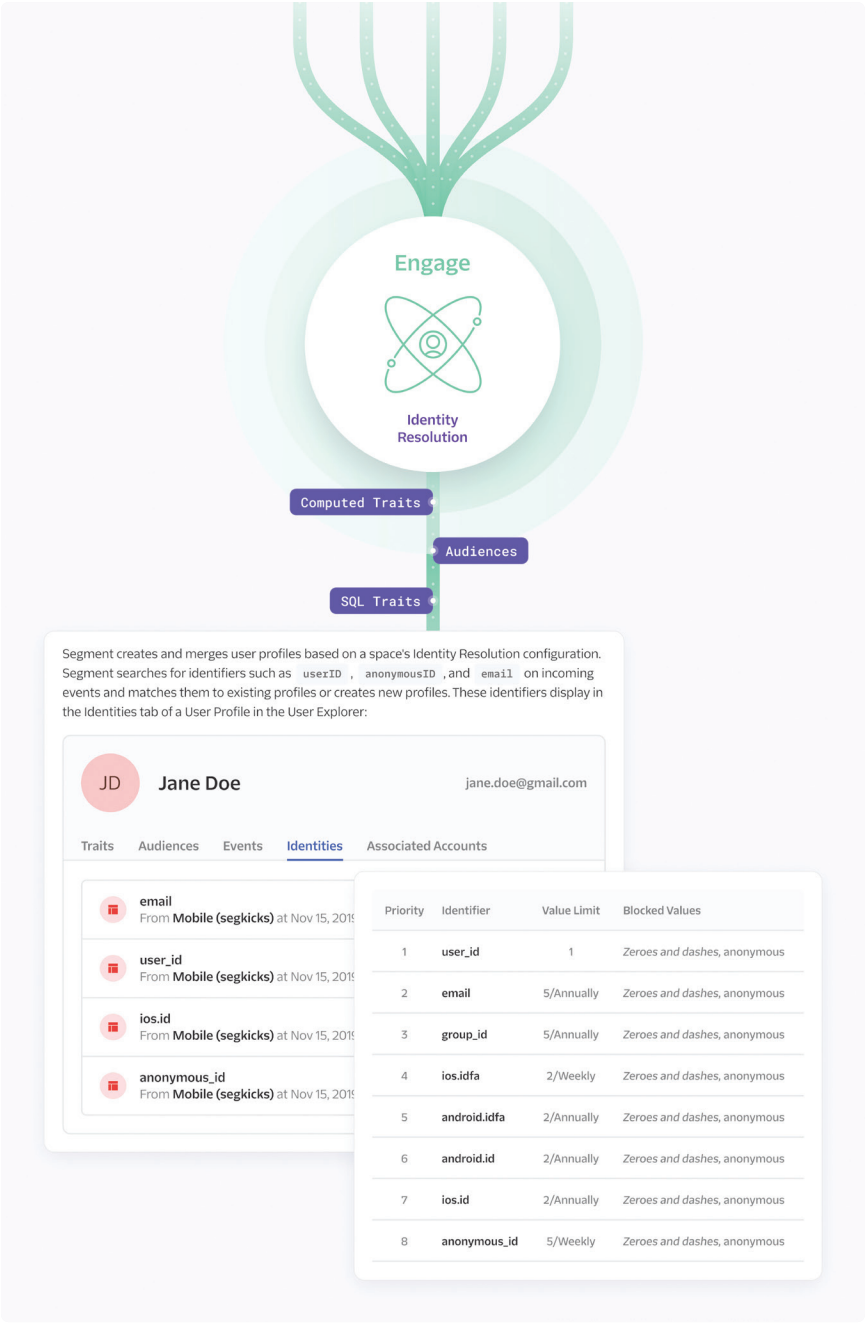 Engage
Identity
Resolution
Computed Traits
Audiences
SQL Traits
Segment creates and merges user profiles based on a space's Identity Resolution configuration.
Segment searches for identifiers such as userID , anonymousID , and email on incoming
events and matches them to existing profiles or creates new profiles. These identifiers display in
the Identities tab of a User Profile in the User Explorer:
JD Jane Doe jane.doe@gmail.com
Traits Audiences Events Identities Associated Accounts
email
From Mobile (segkicks) at Nov 15, 2019
user_id
From Mobile (segkicks) at Nov 15, 2019
ios.id
From Mobile (segkicks) at Nov 15, 2019
anonymous_id
From Mobile (segkicks) at Nov 15, 2019
Priority Identifier Value Limit Blocked Values
1 user_id 1 Zeroes and dashes, anonymous
2 email 5/Annually Zeroes and dashes, anonymous
3 group_id 5/Annually Zeroes and dashes, anonymous
4 ios.idfa 2/Weekly Zeroes and dashes, anonymous
5 android.idfa 2/Annually Zeroes and dashes, anonymous
6 android.id 2/Annually Zeroes and dashes, anonymous
7 ios.id 2/Annually Zeroes and dashes, anonymous
8 anonymous_id 5/Weekly Zeroes and dashes, anonymous